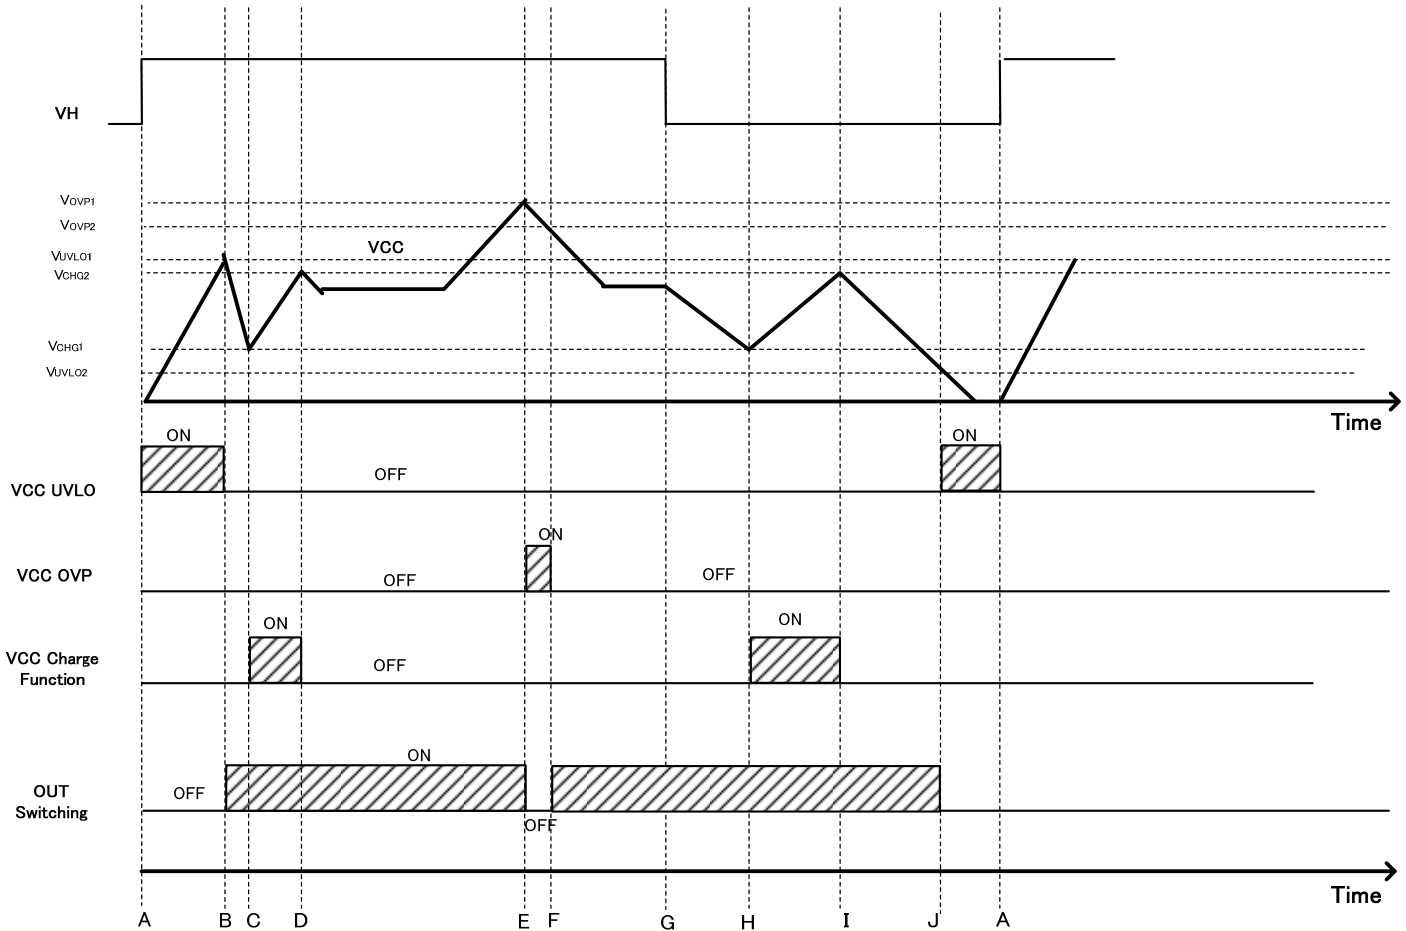 VH
VOVP1
VOVP2
VUVLO1
VCC
VCHG2
VCHG1
VUVLO2
Time
ON
ON
OFF
VCC UVLO
ON
VCC OVP
OFF
OFF
ON
ON
VCC Charge
Function
OFF
ON
OUT
Switching
OFF
OFF
Time
A B C D E F G H I J A